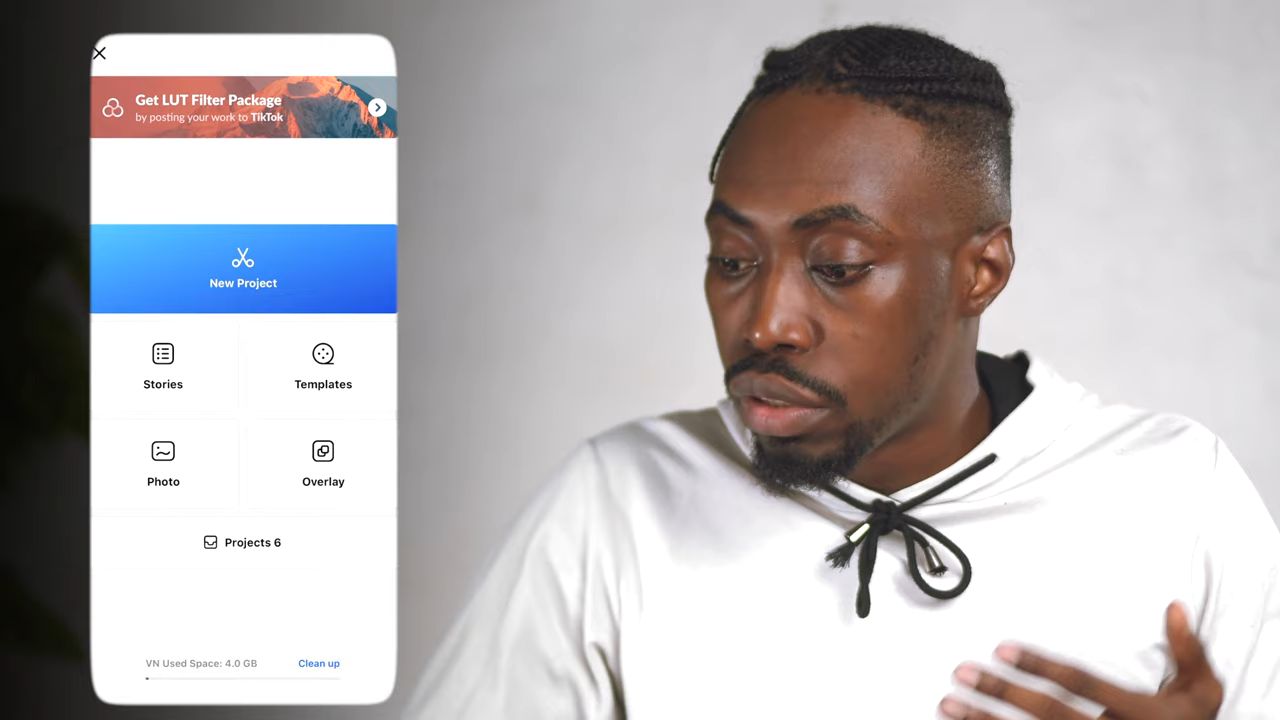 Get LUT Filter Package
by posting your work to TikTok
New Project
Stories
Templates
Photo
Overlay
Projects 6
VN Used Space: 4.0 GB
Clean up